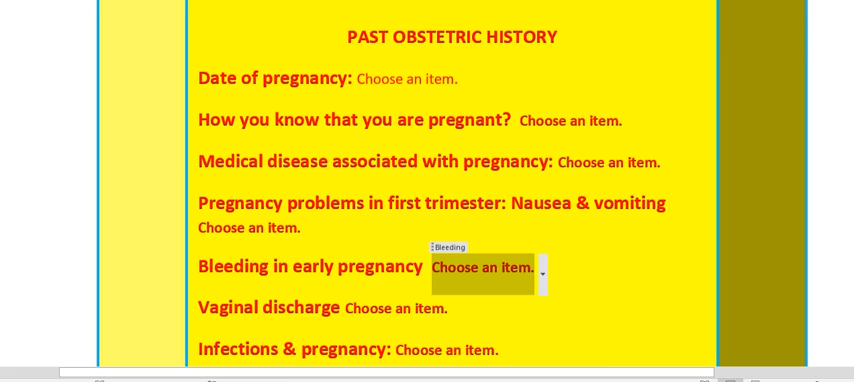 PAST OBSTETRIC HISTORY
Date of pregnancy: Choose an item.
How you know that you are pregnant? Choose an item.
Medical disease associated with pregnancy: Choose an item.
Pregnancy problems in first trimester: Nausea & vomiting
Choose an item.
Bleeding
Bleeding in early pregnancy Choose an item.
Vaginal discharge Choose an item.
Infections & pregnancy: Choose an item.